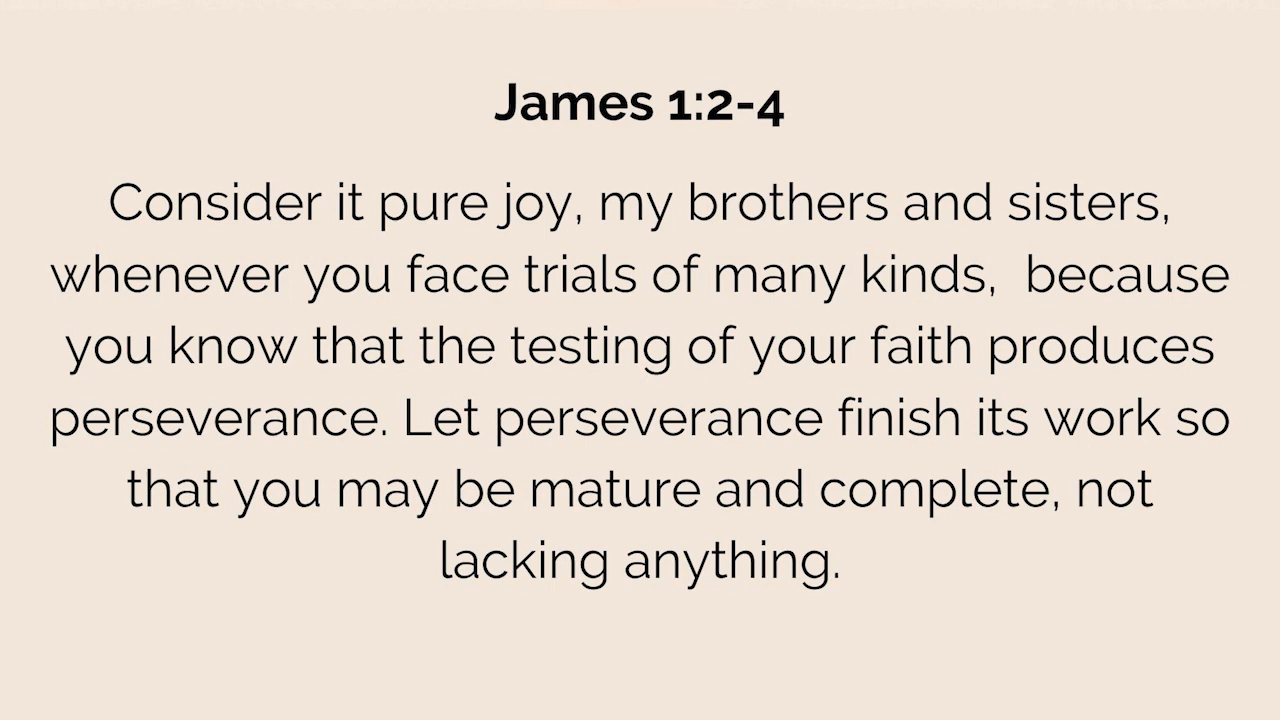 James 1:2-4
Consider it pure joy, my brothers and sisters,
whenever you face trials of many kinds,  because
you know that the testing of your faith produces
perseverance. Let perseverance finish its work so
that you may be mature and complete, not
lacking anything.